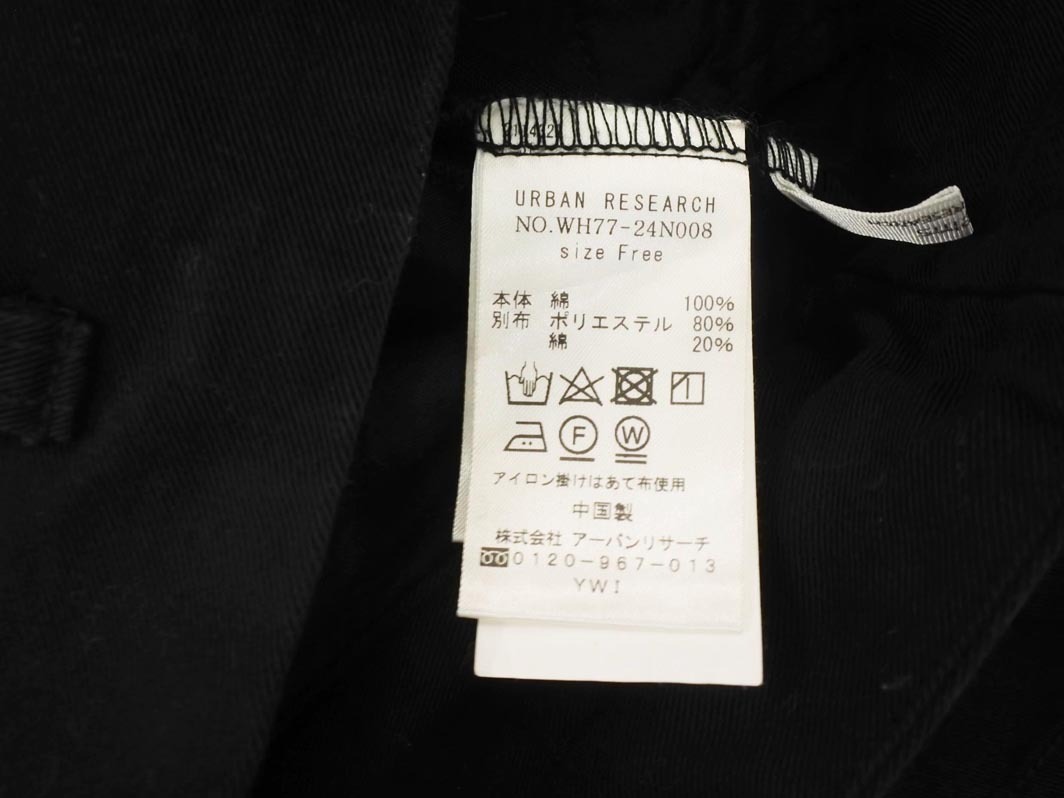 URBAN RESEARCH
NO.WH77-24N008
size Free
本体 綿 100%
別布 ポリエステル 80%
綿 20%
F W
アイロン掛けはあて布使用
中国製
株式会社 アーバンリサーチ
0120-967-013
YWI